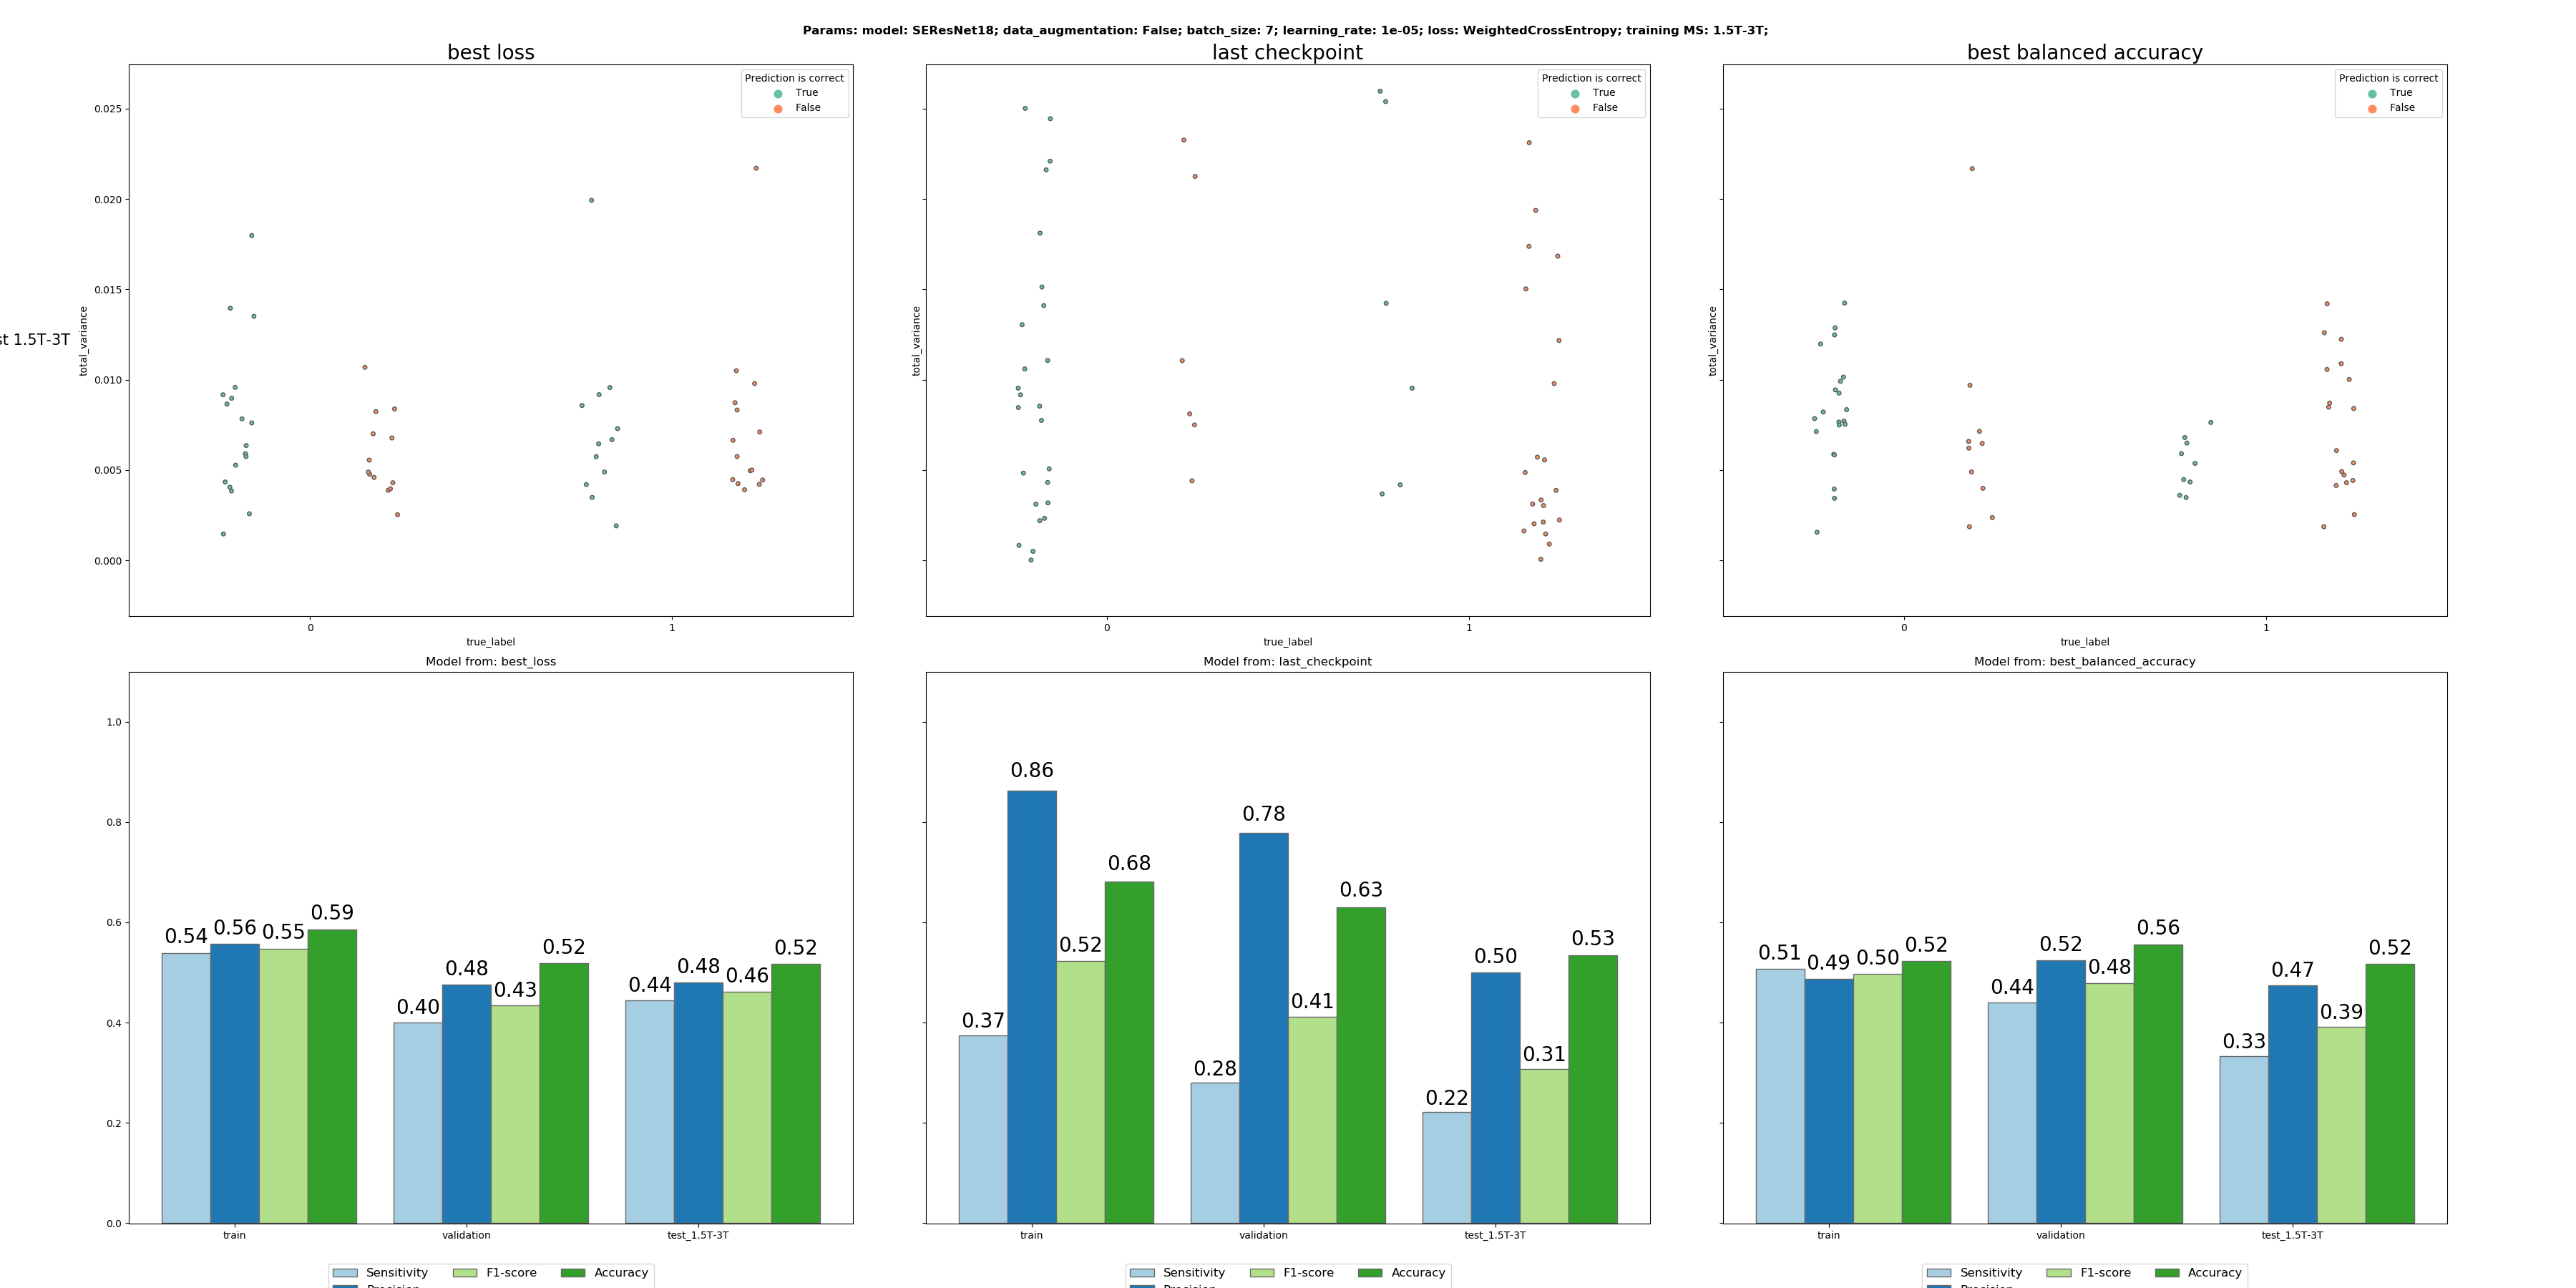 Params: model: SEResNet18; data_augmentation: False; batch_size: 7; learning_rate: 1e-05; loss: WeightedCrossEntropy; training MS: 1.5T-3T;
best loss
last checkpoint
best balanced accuracy
Prediction is correct
True
False
Prediction is correct
True
False
Prediction is correct
True
False
0.025
0.020
0.015
0.010
0.005
0.000
st 1.5T-3T
total_variance
total_variance
total_variance
0
1
0
1
0
1
true_label
true_label
true_label
Model from: best_loss
Model from: last_checkpoint
Model from: best_balanced_accuracy
1.0
0.8
0.6
0.4
0.2
0.0
0.54 0.56 0.55 0.59
0.40 0.48 0.43 0.52
0.44 0.48 0.46 0.52
0.37 0.86 0.52 0.68
0.28 0.78 0.41 0.63
0.22 0.50 0.31 0.53
0.51 0.49 0.50 0.52
0.44 0.52 0.48 0.56
0.33 0.47 0.39 0.52
train validation test_1.5T-3T
train validation test_1.5T-3T
train validation test_1.5T-3T
Sensitivity F1-score Accuracy
Precision
Sensitivity F1-score Accuracy
Precision
Sensitivity F1-score Accuracy
Precision